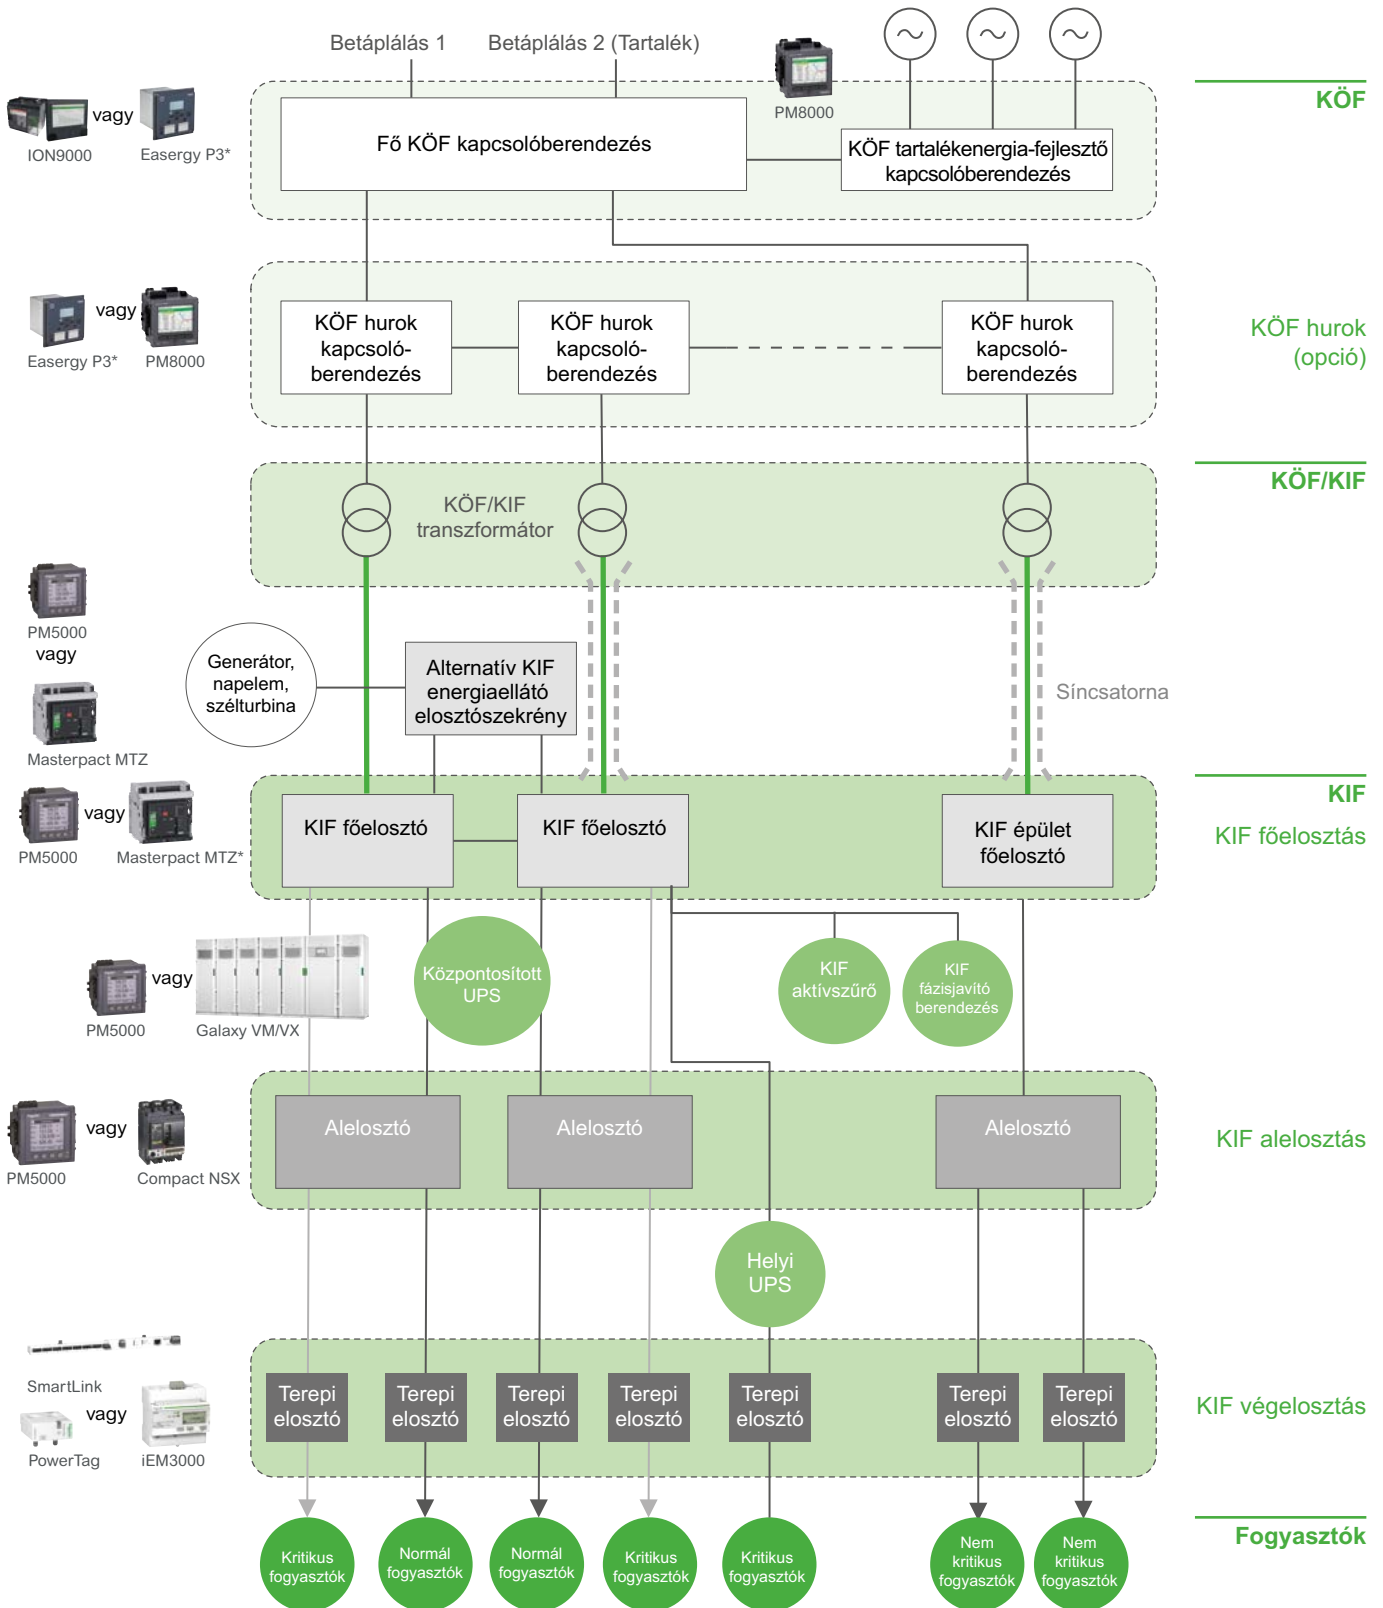 Betáplálás 1
Betáplálás 2 (Tartalék)
PM8000
KÖF
vagy
ION9000
Easergy P3*
Fő KÖF kapcsolóberendezés
KÖF tartalékenergia-fejlesztő
kapcsolóberendezés
vagy
Easergy P3*
PM8000
KÖF hurok
kapcsoló-
berendezés
KÖF hurok
kapcsoló-
berendezés
KÖF hurok
kapcsoló-
berendezés
KÖF hurok
(opció)
KÖF/KIF
KÖF/KIF
transzformátor
PM5000
vagy
Masterpact MTZ
Generátor,
napelem,
szélturbina
Alternatív KIF
energiaellátó
elosztószekrény
Síncsatorna
KIF
KIF főelosztás
vagy
PM5000
Masterpact MTZ*
KIF főelosztó
KIF főelosztó
KIF épület
főelosztó
vagy
PM5000
Galaxy VM/VX
Központosított
UPS
KIF
aktívszűrő
KIF
fázisjavító
berendezés
vagy
PM5000
Compact NSX
Alelosztó
Alelosztó
Alelosztó
KIF alelosztás
Helyi
UPS
SmartLink
vagy
PowerTag
iEM3000
Terepi
elosztó
Terepi
elosztó
Terepi
elosztó
Terepi
elosztó
Terepi
elosztó
Terepi
elosztó
Terepi
elosztó
KIF végelosztás
Fogyasztók
Kritikus
fogyasztók
Normál
fogyasztók
Normál
fogyasztók
Kritikus
fogyasztók
Kritikus
fogyasztók
Nem
kritikus
fogyasztók
Nem
kritikus
fogyasztók